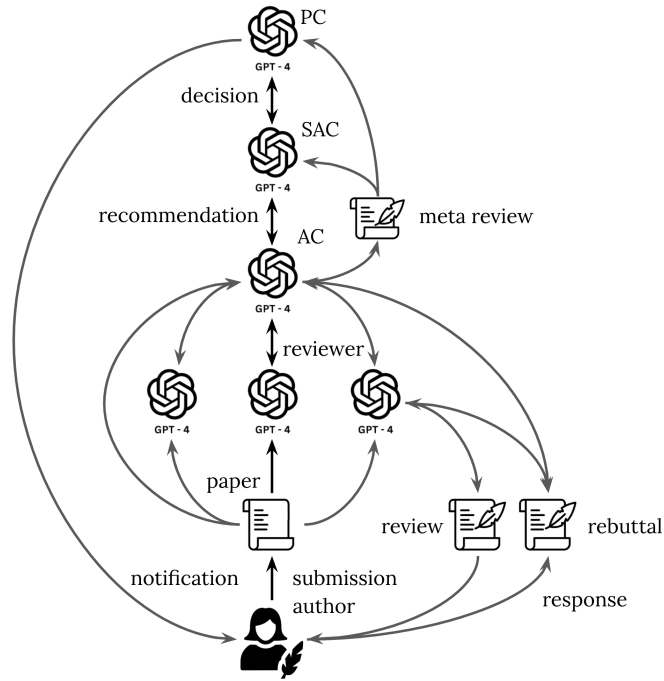 PC
GPT - 4
decision
SAC
GPT - 4
recommendation
meta review
AC
GPT - 4
reviewer
GPT - 4
GPT - 4
GPT - 4
paper
review
rebuttal
notification
submission
author
response